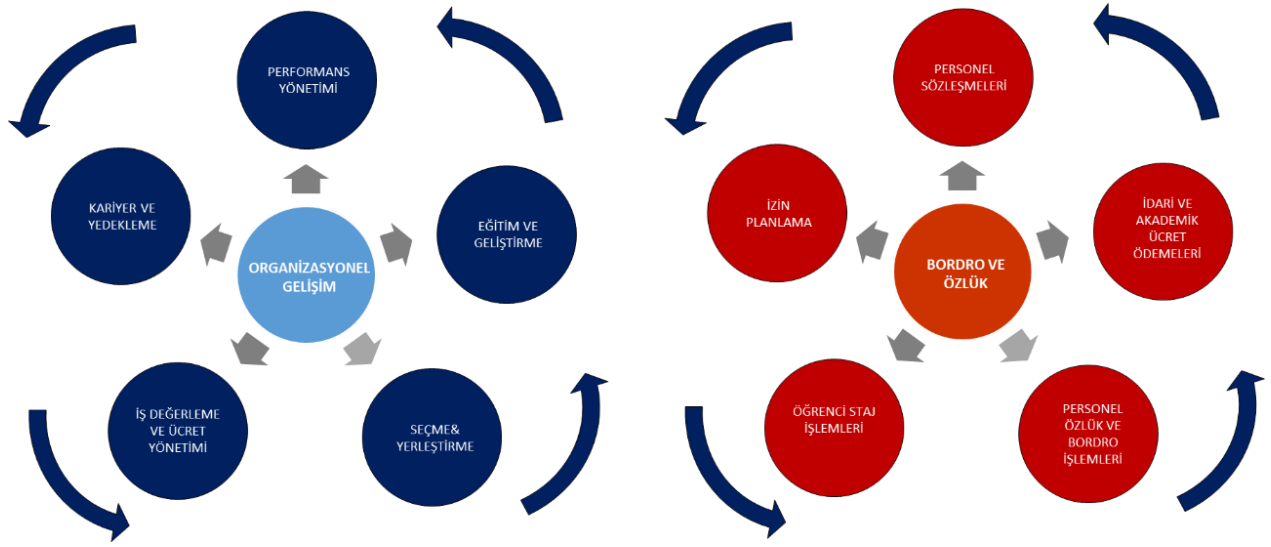 PERFORMANS
YÖNETİMİ
KARİYER VE
YEDEKLEME
EĞİTİM VE
GELİŞTİRME
ORGANİZASYONEL
GELİŞİM
İŞ DEĞERLEME
VE ÜCRET
YÖNETİMİ
SEÇME&
YERLEŞTİRME
PERSONEL
SÖZLEŞMELERİ
İZİN
PLANLAMA
İDARİ VE
AKADEMİK
ÜCRET
ÖDEMELERİ
BORDRO VE
ÖZLÜK
ÖĞRENCİ STAJ
İŞLEMLERİ
PERSONEL
ÖZLÜK VE
BORDRO
İŞLEMLERİ